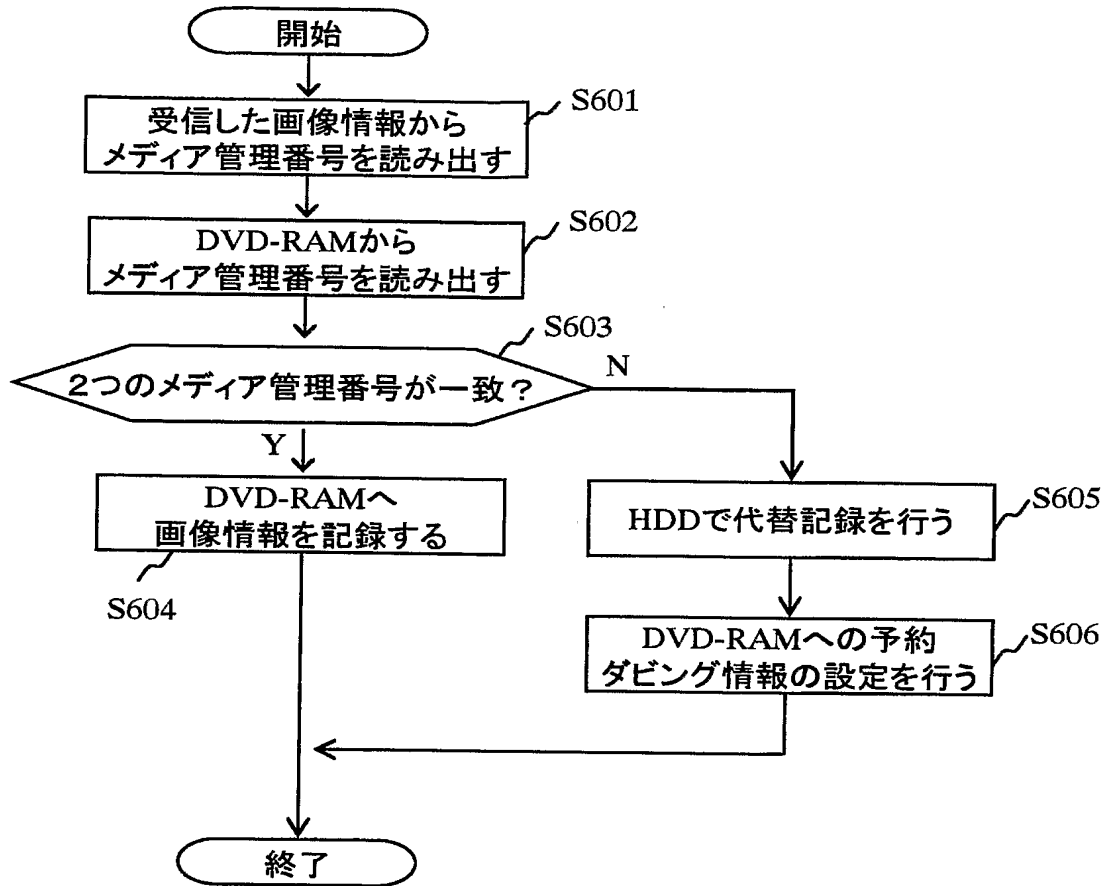 開始
S601
受信した画像情報から
メディア管理番号を読み出す
S602
DVD-RAMから
メディア管理番号を読み出す
S603
2つのメディア管理番号が一致?
N
Y
DVD-RAMへ
画像情報を記録する
S604
S605
HDDで代替記録を行う
S606
DVD-RAMへの予約
ダビング情報の設定を行う
終了